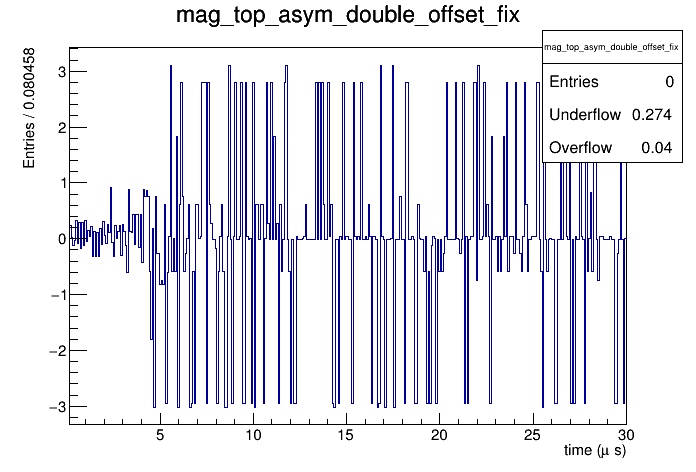 mag_top_asym_double_offset_fix
mag_top_asym_double_offset_fix
Entries 0
Underflow 0.274
Overflow 0.04
Entries / 0.080458
3
2
1
0
−1
−2
−3
5 10 15 20 25 30
time (μ s)